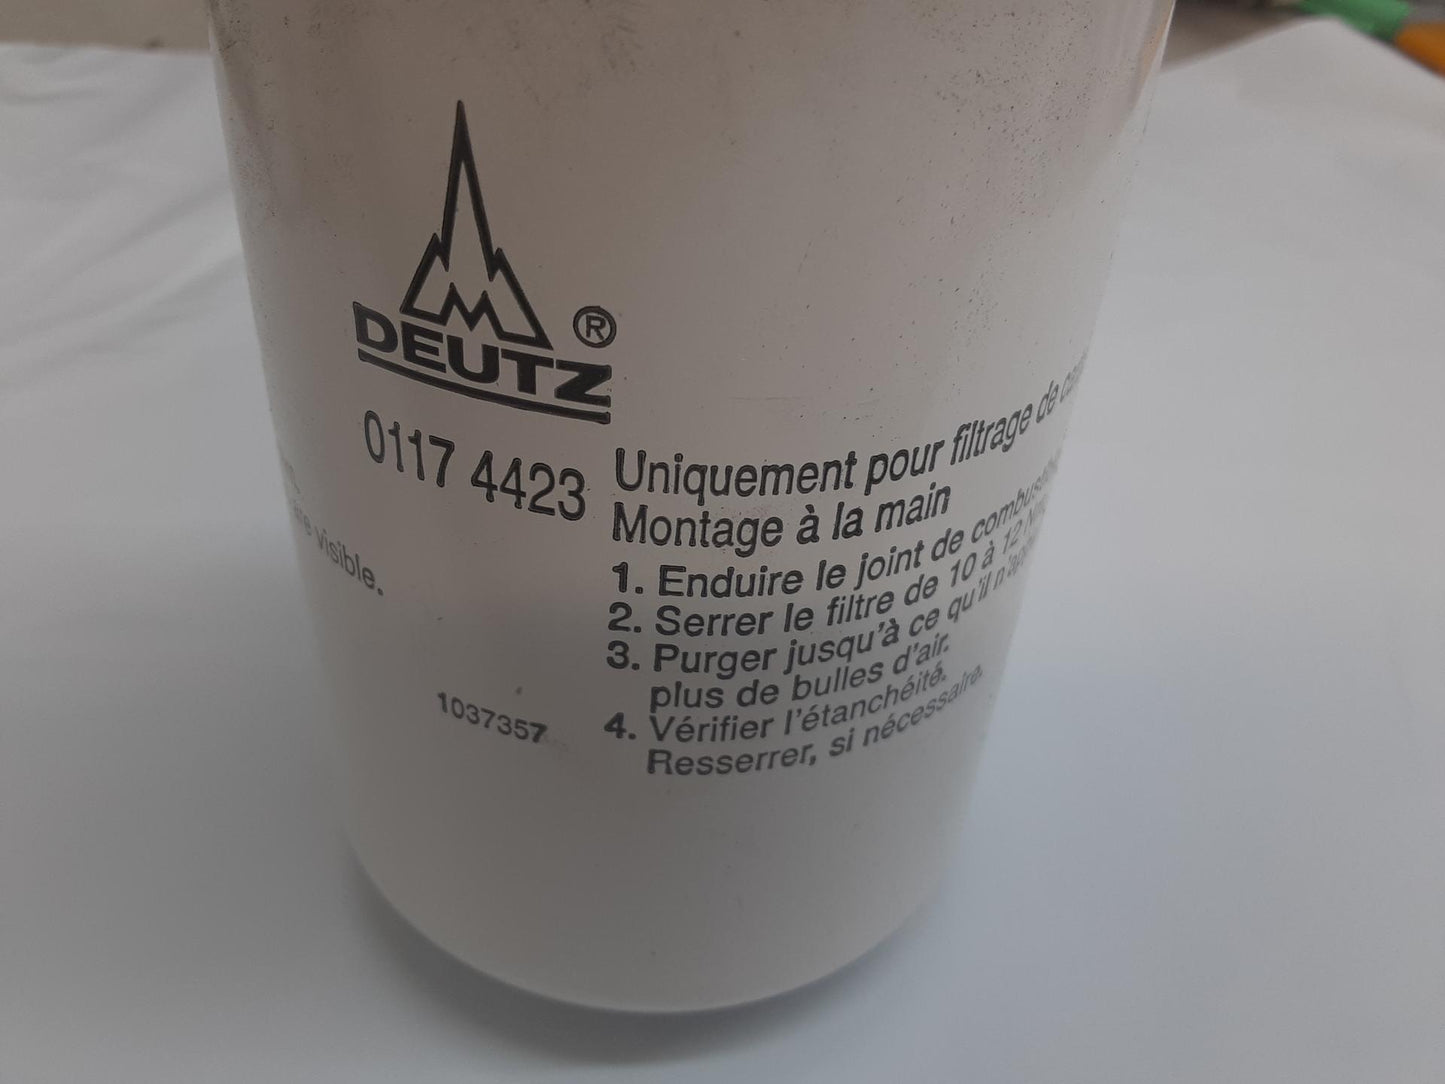 DEUTZ ®
0117 4423
visible.
1037357
Uniquement pour filtrage de
Montage à la main
1. Enduire le joint de
2. Serrer le filtre de 10 à 12
3. Purger jusqu'à ce qu'il
plus de bulles d'air.
4. Vérifier l'étanchéité.
Resserrer, si nécessaire.